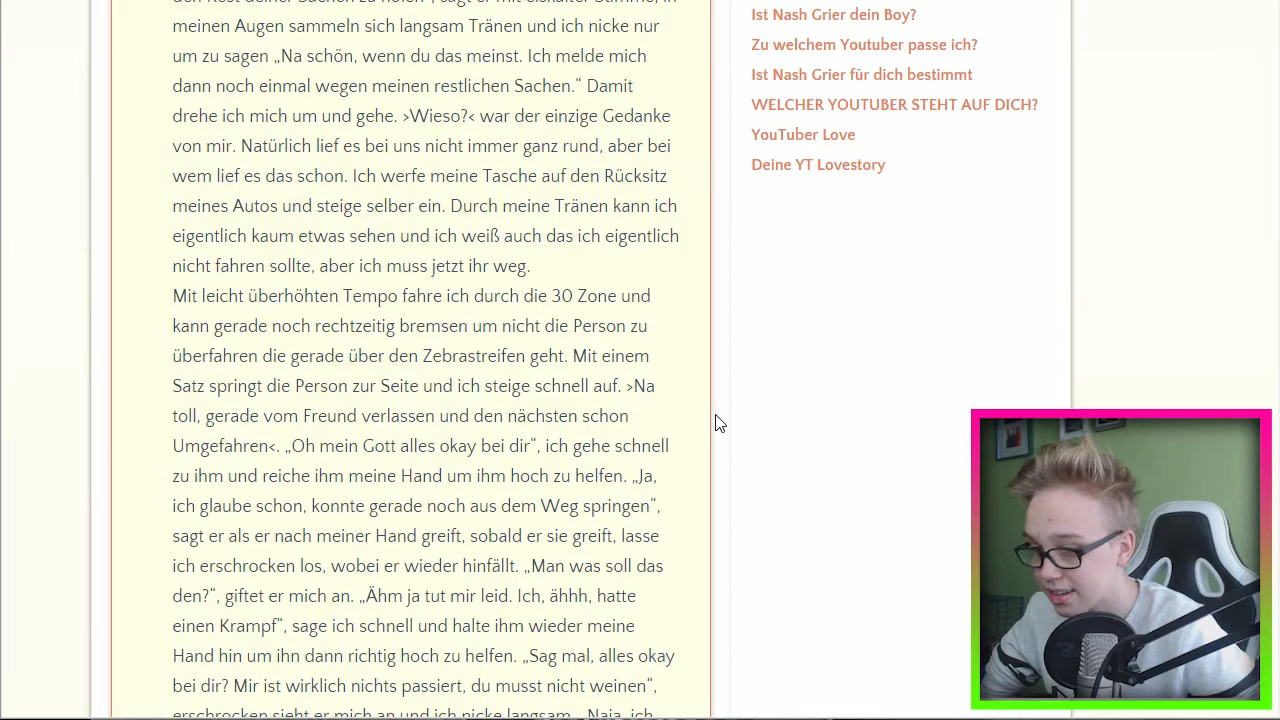 meinen Augen sammeln sich langsam Tränen und ich nicke nur
um zu sagen „Na schön, wenn du das meinst. Ich melde mich
dann noch einmal wegen meinen restlichen Sachen.“ Damit
drehe ich mich um und gehe. ›Wieso?‹ war der einzige Gedanke
von mir. Natürlich lief es bei uns nicht immer ganz rund, aber bei
wem lief es das schon. Ich werfe meine Tasche auf den Rücksitz
meines Autos und steige selber ein. Durch meine Tränen kann ich
eigentlich kaum etwas sehen und ich weiß auch das ich eigentlich
nicht fahren sollte, aber ich muss jetzt ihr weg.
Mit leicht überhöhten Tempo fahre ich durch die 30 Zone und
kann gerade noch rechtzeitig bremsen um nicht die Person zu
überfahren die gerade über den Zebrastreifen geht. Mit einem
Satz springt die Person zur Seite und ich steige schnell auf. ›Na
toll, gerade vom Freund verlassen und den nächsten schon
Umgefahren‹. „Oh mein Gott alles okay bei dir“, ich gehe schnell
zu ihm und reiche ihm meine Hand um ihm hoch zu helfen. „Ja,
ich glaube schon, konnte gerade noch aus dem Weg springen“,
sagt er als er nach meiner Hand greift, sobald er sie greift, lasse
ich erschrocken los, wobei er wieder hinfällt. „Man was soll das
den?“, giftet er mich an. „Ähm ja tut mir leid. Ich, ähhh, hatte
einen Krampf“, sage ich schnell und halte ihm wieder meine
Hand hin um ihn dann richtig hoch zu helfen. „Sag mal, alles okay
bei dir? Mir ist wirklich nichts passiert, du musst nicht weinen“,
erschrocken sieht er mich an und ich nicke langsam. „Naja, ich
Ist Nash Grier dein Boy?
Zu welchem Youtuber passe ich?
Ist Nash Grier für dich bestimmt
WELCHER YOUTUBER STEHT AUF DICH?
YouTuber Love
Deine YT Lovestory